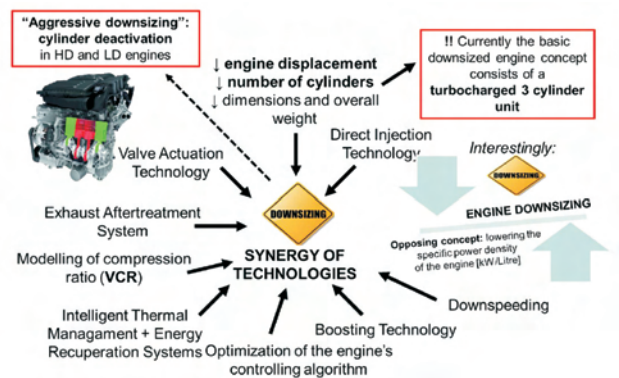 “Aggressive downsizing”:
cylinder deactivation
in HD and LD engines
↓ engine displacement
↓ number of cylinders
↓ dimensions and overall
weight
!! Currently the basic
downsized engine concept
consists of a
turbocharged 3 cylinder
unit
Valve Actuation
Technology
Direct Injection
Technology
Interestingly:
DOWNSIZING
ENGINE DOWNSIZING
Opposing concept: lowering the
specific power density
of the engine [kW/Litre]
Exhaust Aftertreatment
System
DOWNSIZING
SYNERGY OF
TECHNOLOGIES
Modelling of compression
ratio (VCR)
Intelligent Thermal
Managament + Energy
Recuperation Systems
Optimization of the engine's
controlling algorithm
Boosting Technology
Downspeeding